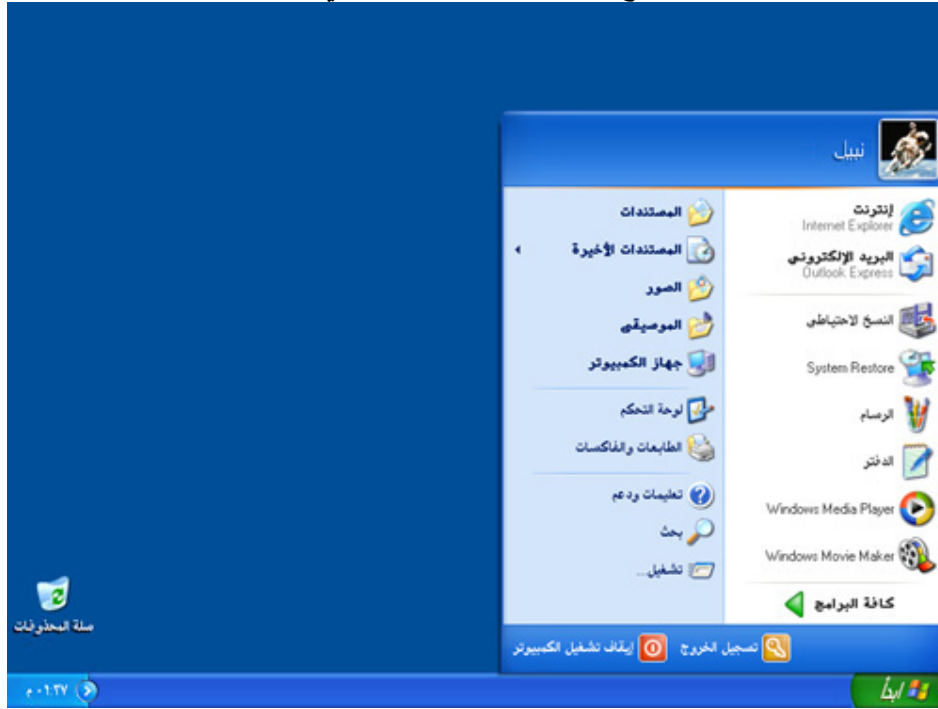 نبيل
إنترنت
Internet Explorer
البريد الإلكتروني
Outlook Express
النسخ الاحتياطي
System Restore
الرسام
الدفتر
Windows Media Player
Windows Movie Maker
كافة البرامج
المستندات
المستندات الأخيرة
الصور
الموسيقى
جهاز الكمبيوتر
لوحة التحكم
الطابعات والفاكسات
تعليمات ودعم
بحث
تشغيل...
تسجيل الخروج
إيقاف تشغيل الكمبيوتر
سلة المحذوفات
ابدأ
٠١:٣٧ م